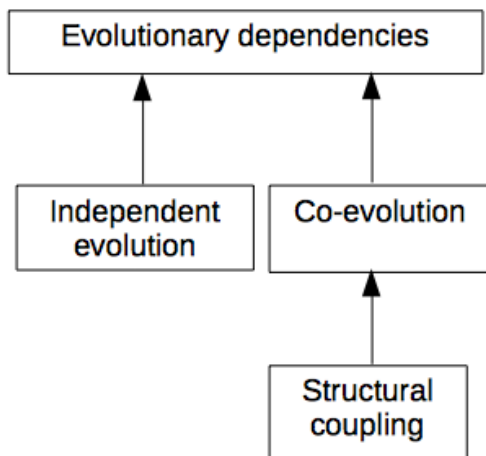 Evolutionary dependencies
Independent
evolution
Co-evolution
Structural
coupling